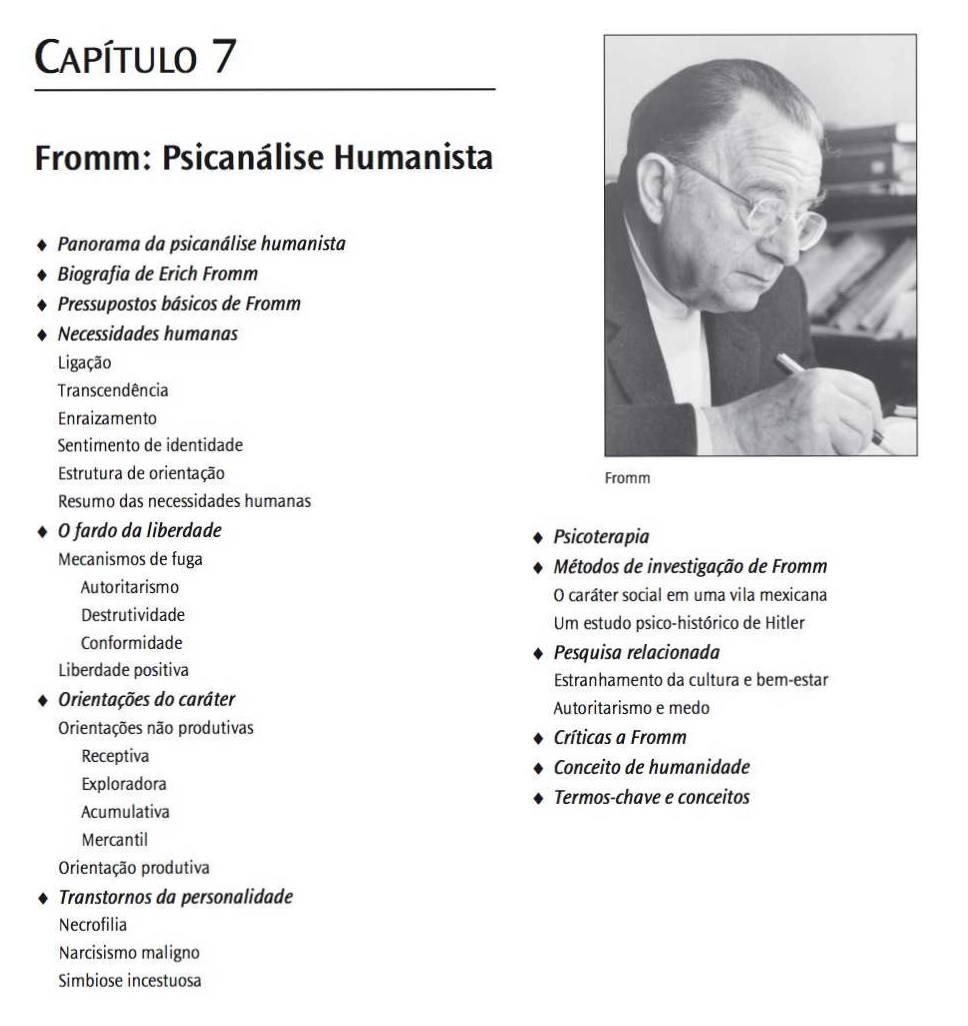 CAPÍTULO 7
Fromm: Psicanálise Humanista
♦ Panorama da psicanálise humanista
♦ Biografia de Erich Fromm
♦ Pressupostos básicos de Fromm
♦ Necessidades humanas
Ligação
Transcendência
Enraizamento
Sentimento de identidade
Estrutura de orientação
Resumo das necessidades humanas
♦ O fardo da liberdade
Mecanismos de fuga
Autoritarismo
Destrutividade
Conformidade
Liberdade positiva
♦ Orientações do caráter
Orientações não produtivas
Receptiva
Exploradora
Acumulativa
Mercantil
Orientação produtiva
♦ Transtornos da personalidade
Necrofilia
Narcisismo maligno
Simbiose incestuosa
Fromm
♦ Psicoterapia
♦ Métodos de investigação de Fromm
O caráter social em uma vila mexicana
Um estudo psico-histórico de Hitler
♦ Pesquisa relacionada
Estranhamento da cultura e bem-estar
Autoritarismo e medo
♦ Críticas a Fromm
♦ Conceito de humanidade
♦ Termos-chave e conceitos